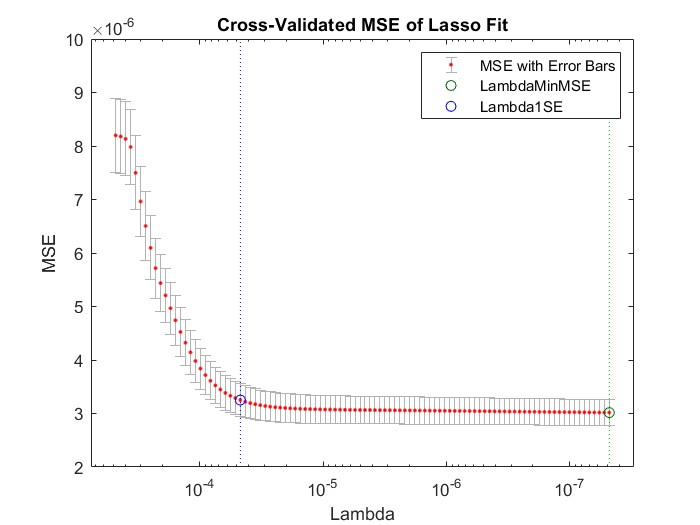 Cross-Validated MSE of Lasso Fit
×10^-6
10
9
8
7
6
5
4
3
2
MSE
MSE with Error Bars
LambdaMinMSE
Lambda1SE
10^-4
10^-5
10^-6
10^-7
Lambda